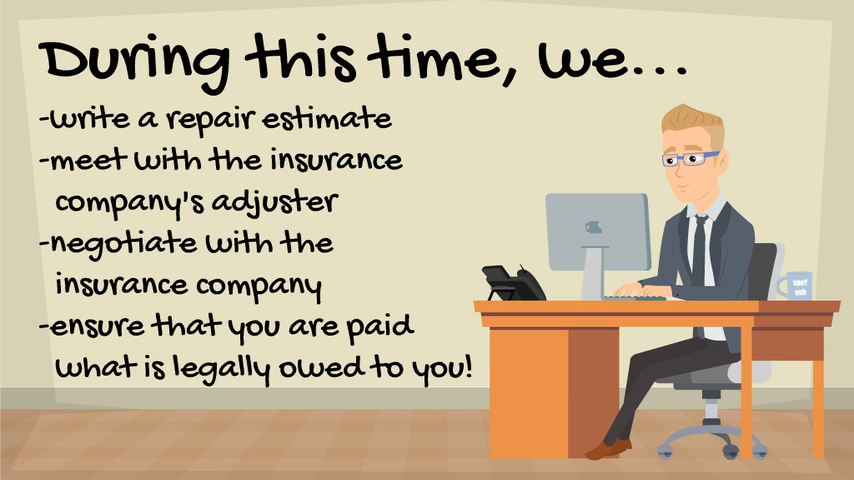 During this time, we...
-write a repair estimate
-meet with the insurance
company's adjuster
-negotiate with the
insurance company
-ensure that you are paid
what is legally owed to you!